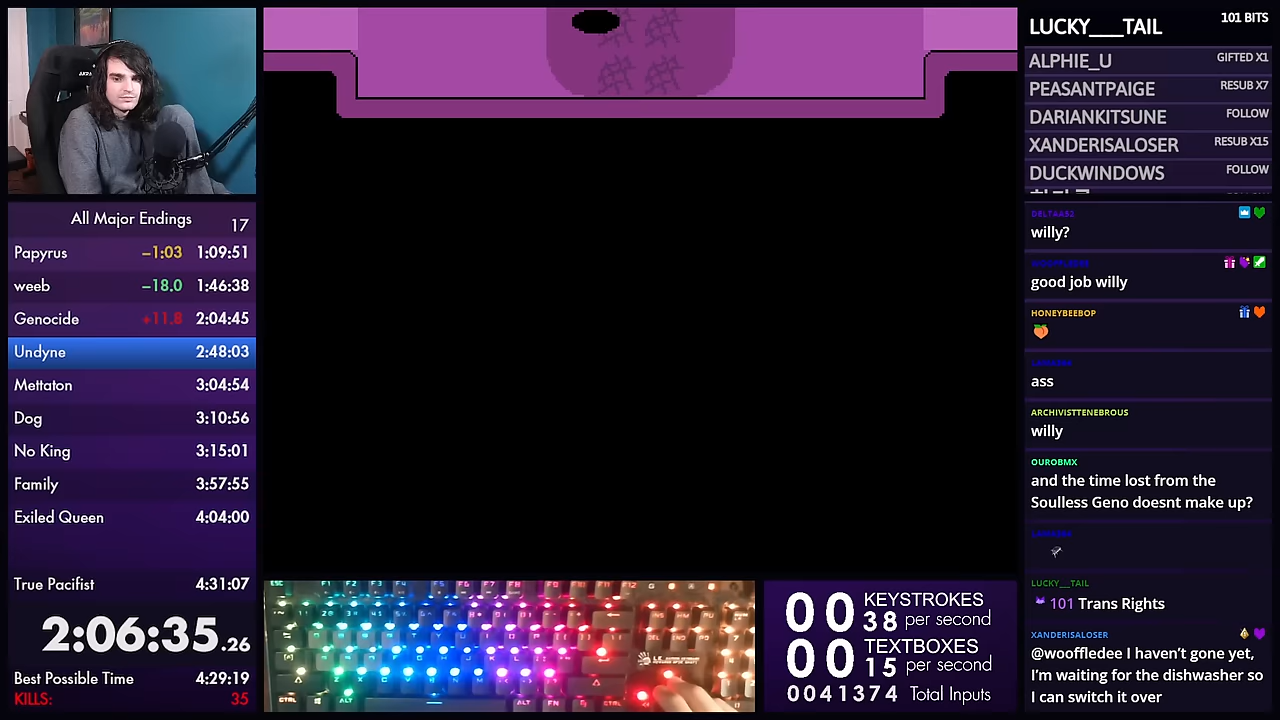 All Major Endings
17
Papyrus −1:03 1:09:51
weeb −18.0 1:46:38
Genocide +11.8 2:04:45
Undyne 2:48:03
Mettaton 3:04:54
Dog 3:10:56
No King 3:15:01
Family 3:57:55
Exiled Queen 4:04:00
True Pacifist 4:31:07
2:06:35.26
Best Possible Time 4:29:19
KILLS: 35
00 38 KEYSTROKES per second
00 15 TEXTBOXES per second
0041374 Total Inputs
LUCKY___TAIL 101 BITS
ALPHIE_U GIFTED X1
PEASANTPAIGE RESUB X7
DARIANKITSUNE FOLLOW
XANDERISALOSER RESUB X15
DUCKWINDOWS FOLLOW
DELTAA52
willy?
good job willy
HONEYBEEBOP
ass
ARCHIVISTTENEBROUS
willy
OUROBMX
and the time lost from the
Soulless Geno doesnt make up?
LUCKY___TAIL
101 Trans Rights
XANDERISALOSER
@wooffle.dee I haven't gone yet,
I'm waiting for the dishwasher so
I can switch it over